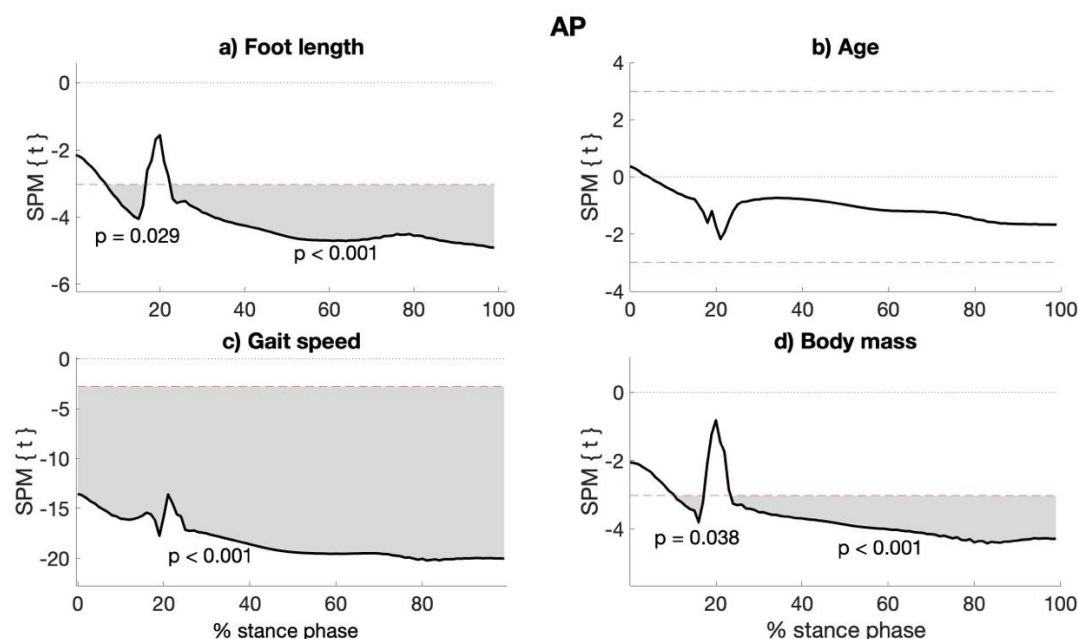 AP
a) Foot length
0
-2
-4
-6
SPM { t }
p = 0.029
p < 0.001
20
40
60
80
100
b) Age
4
2
0
-2
-4
SPM { t }
0
20
40
60
80
100
c) Gait speed
0
-5
-10
-15
-20
SPM { t }
p < 0.001
0
20
40
60
80
% stance phase
d) Body mass
0
-2
-4
SPM { t }
p = 0.038
p < 0.001
20
40
60
80
100
% stance phase